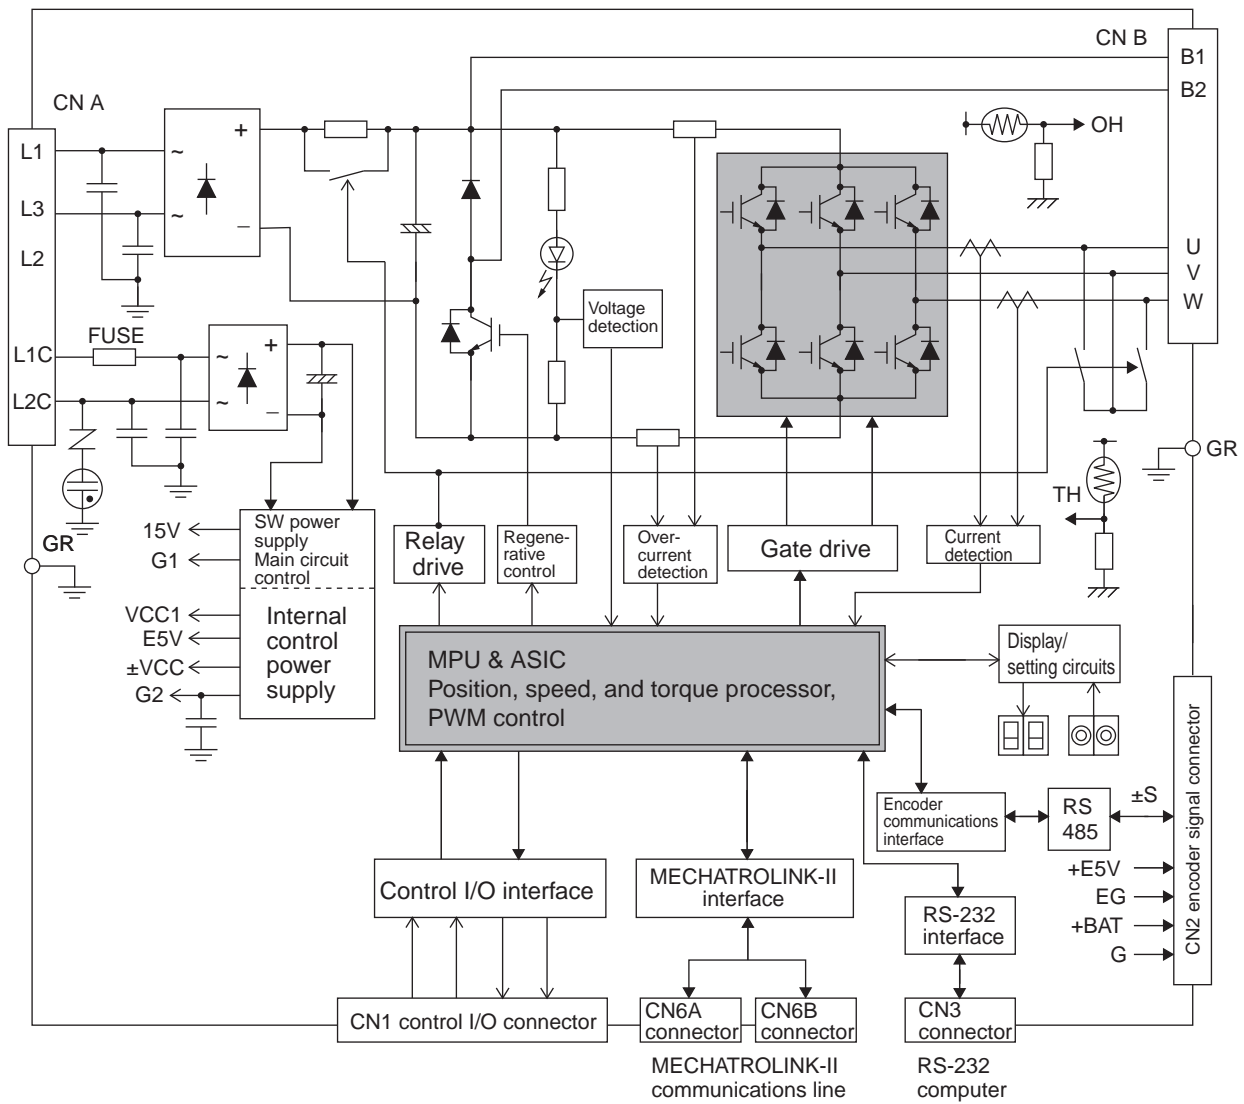 CN B
B1
B2
CN A
L1
+
~
OH
L3
~
–
L2
U
V
W
Voltage
detection
FUSE
L1C
~
+
L2C
~
–
GR
TH
SW power
supply
Main circuit
control
15V
G1
GR
Relay
drive
Regene-
rative
control
Over-
current
detection
Gate drive
Current
detection
VCC1
E5V
±VCC
G2
Internal
control
power
supply
MPU & ASIC
Position, speed, and torque processor,
PWM control
Display/
setting circuits
Encoder
communications
interface
RS
485
±S
+E5V
EG
+BAT
G
CN2 encoder signal connector
Control I/O interface
MECHATROLINK-II
interface
RS-232
interface
CN1 control I/O connector
CN6A
connector
CN6B
connector
CN3
connector
MECHATROLINK-II
communications line
RS-232
computer